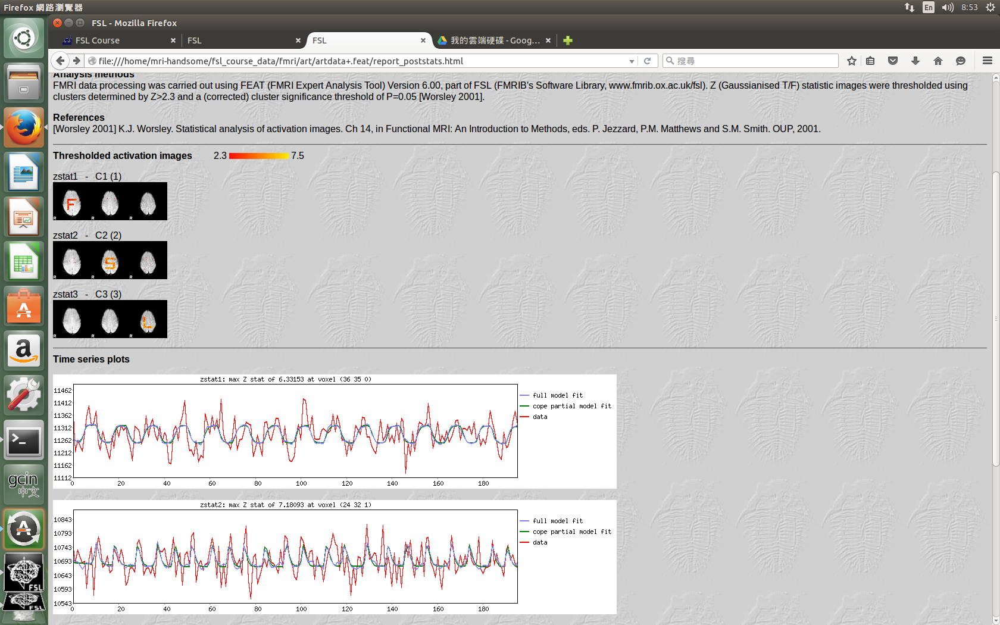 Firefox 網路瀏覽器
En
8:53
FSL - Mozilla Firefox
FSL Course
FSL
FSL
我的雲端硬碟 - Goog...
file:///home/mri-handsome/fsl_course_data/fmri/art/artdata+.feat/report_poststats.html
搜尋
Analysis methods
FMRI data processing was carried out using FEAT (FMRI Expert Analysis Tool) Version 6.00, part of FSL (FMRIB's Software Library, www.fmrib.ox.ac.uk/fsl). Z (Gaussianised T/F) statistic images were thresholded using
clusters determined by Z>2.3 and a (corrected) cluster significance threshold of P=0.05 [Worsley 2001].
References
[Worsley 2001] K.J. Worsley. Statistical analysis of activation images. Ch 14, in Functional MRI: An Introduction to Methods, eds. P. Jezzard, P.M. Matthews and S.M. Smith. OUP, 2001.
Thresholded activation images 2.3 7.5
zstat1 - C1 (1)
F
R R R
zstat2 - C2 (2)
S
R R R
zstat3 - C3 (3)
L
R R R
Time series plots
zstat1: max Z stat of 6.33153 at voxel (36 35 0)
11462
11412
11362
11312
11262
11212
11162
11112
0 20 40 60 80 100 120 140 160 180
full model fit
cope partial model fit
data
zstat2: max Z stat of 7.18093 at voxel (24 32 1)
10843
10793
10743
10693
10643
10593
10543
0 20 40 60 80 100 120 140 160 180
full model fit
cope partial model fit
data
gcin
中文
FSL
FSL